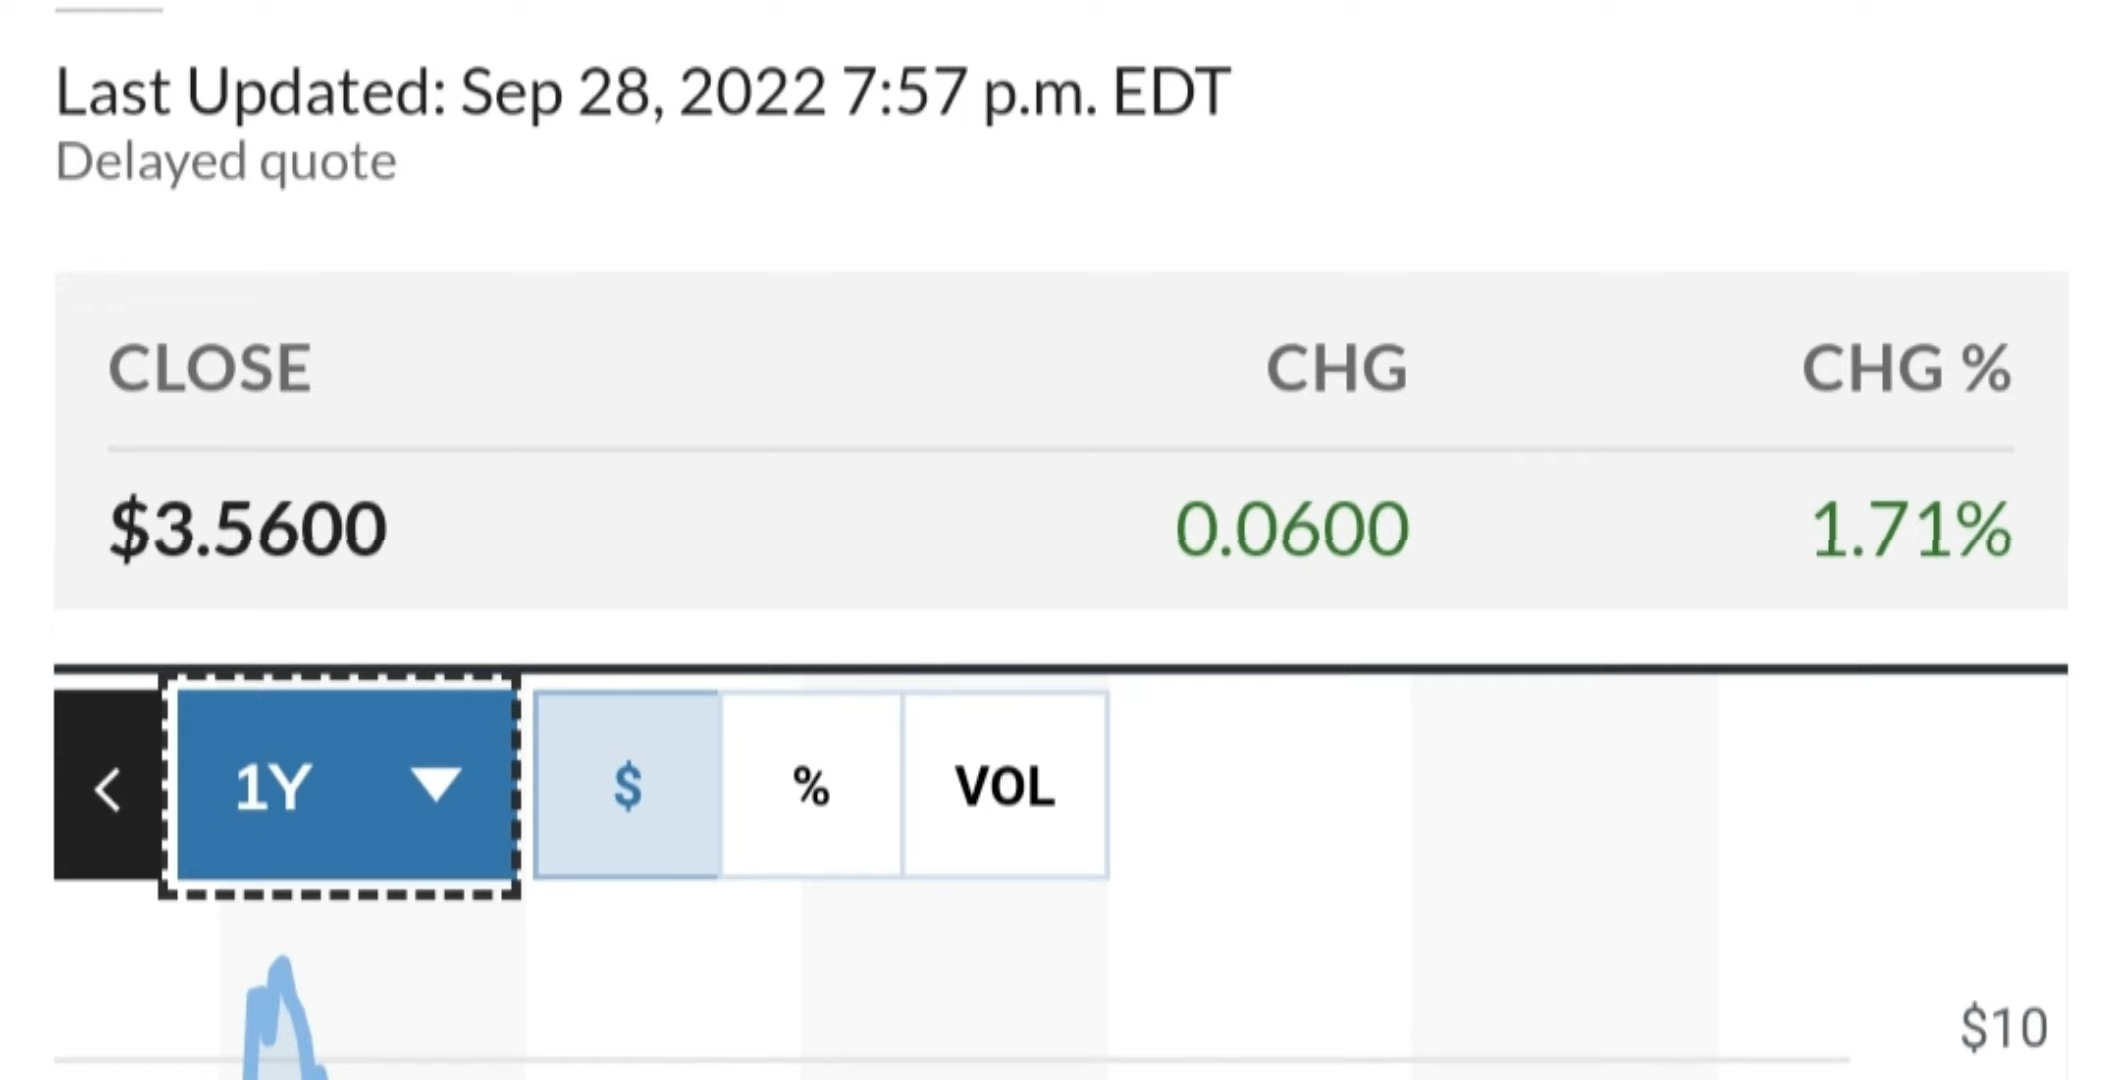 Last Updated: Sep 28, 2022 7:57 p.m. EDT
Delayed quote
CLOSE CHG CHG %
$3.5600 0.0600 1.71%
1Y $ % VOL
$10